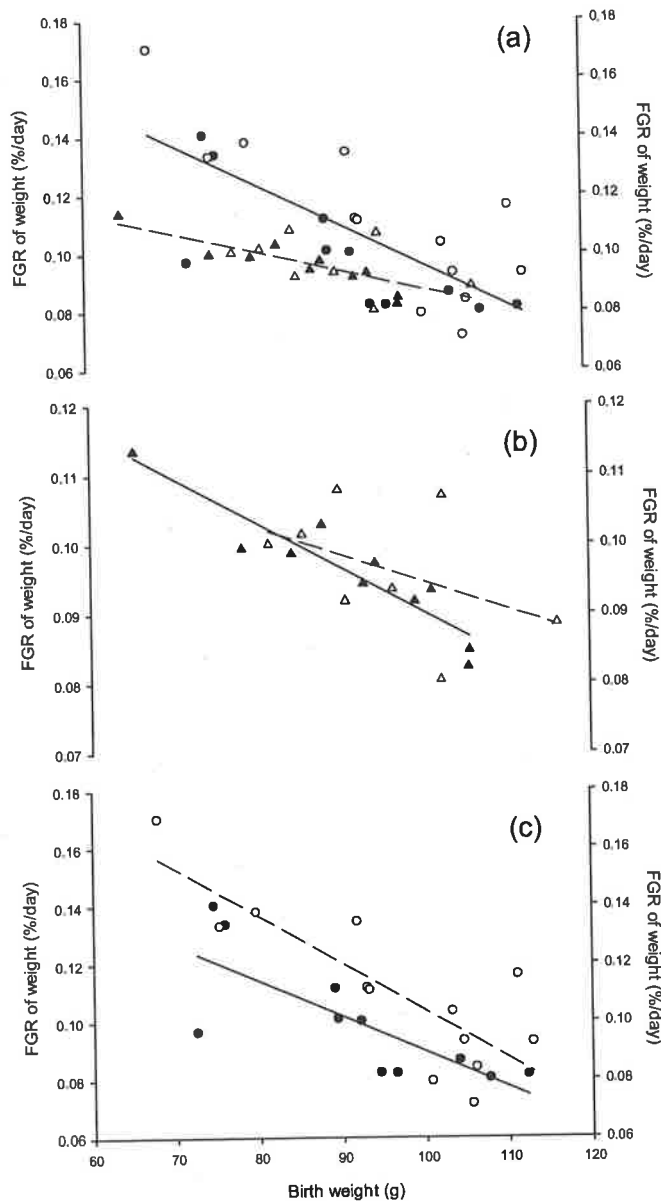 (a)
0.18 0.18
0.16 0.16
0.14 0.14
0.12 0.12
0.10 0.10
0.08 0.08
0.06 0.06
FGR of weight (%/day)
FGR of weight (%/day)
(b)
0.12 0.12
0.11 0.11
0.10 0.10
0.09 0.09
0.08 0.08
0.07 0.07
FGR of weight (%/day)
FGR of weight (%/day)
(c)
0.18 0.18
0.16 0.16
0.14 0.14
0.12 0.12
0.10 0.10
0.08 0.08
0.06 0.06
FGR of weight (%/day)
FGR of weight (%/day)
60 70 80 90 100 110 120
Birth weight (g)